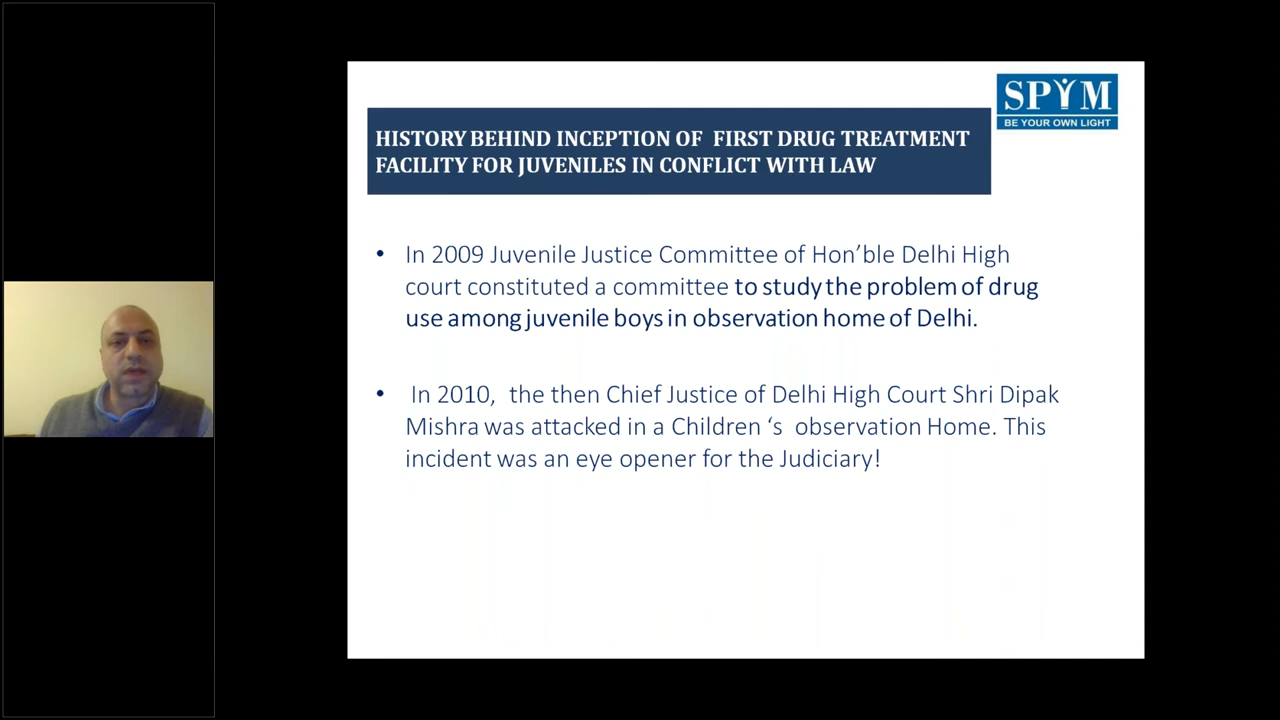 SPYM
BE YOUR OWN LIGHT
HISTORY BEHIND INCEPTION OF FIRST DRUG TREATMENT
FACILITY FOR JUVENILES IN CONFLICT WITH LAW
• In 2009 Juvenile Justice Committee of Hon’ble Delhi High
court constituted a committee to study the problem of drug
use among juvenile boys in observation home of Delhi.
• In 2010, the then Chief Justice of Delhi High Court Shri Dipak
Mishra was attacked in a Children ‘s observation Home. This
incident was an eye opener for the Judiciary!